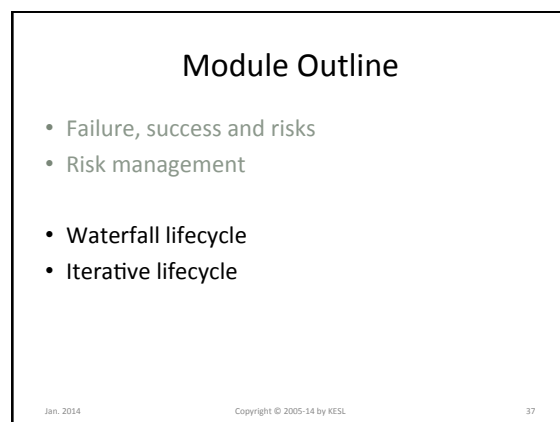 Module Outline
• Failure, success and risks
• Risk management
• Waterfall lifecycle
• Iterative lifecycle
Jan. 2014
Copyright © 2005-14 by KESL
37